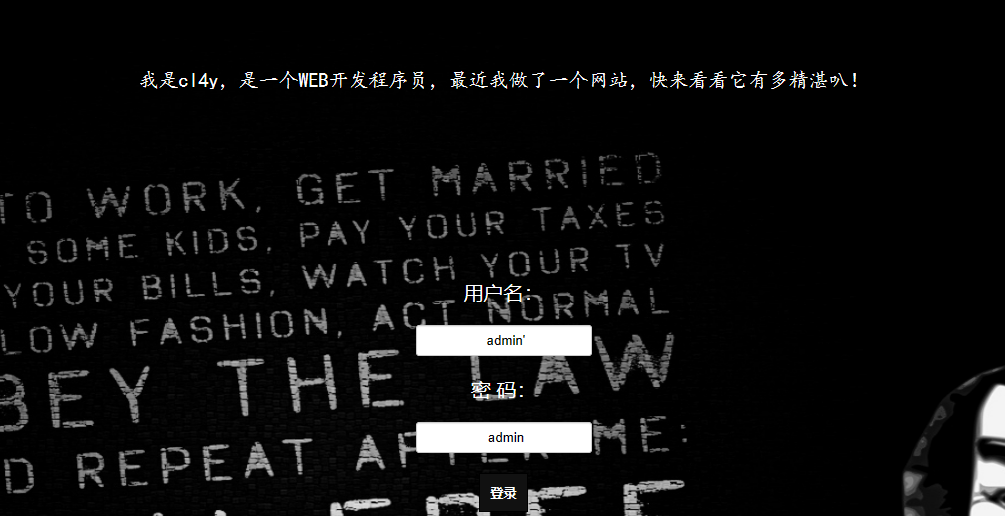 我是cl4y，是一个WEB开发程序员，最近我做了一个网站，快来看看它有多精湛叭！
TO WORK, GET MARRIED
SOME KIDS, PAY YOUR TAXES
YOUR BILLS, WATCH YOUR TV
LOW FASHION, ACT NORMAL
BEY THE LAW
D REPEAT AFTER ME:
FREE
用户名：
admin'
密 码：
admin
登录